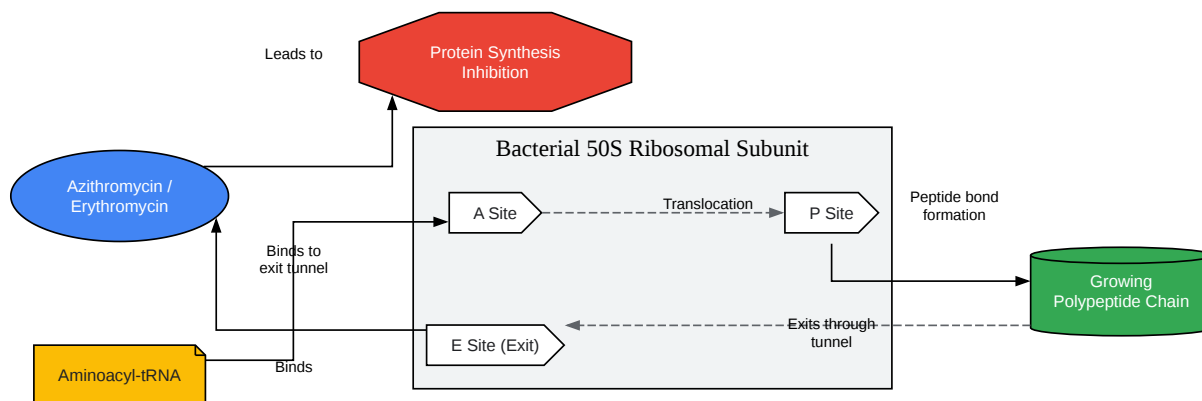 Leads to
Protein Synthesis
Inhibition
Bacterial 50S Ribosomal Subunit
Azithromycin /
Erythromycin
A Site
Translocation
P Site
Peptide bond
formation
Binds to
exit tunnel
Growing
Polypeptide Chain
E Site (Exit)
Exits through
tunnel
Aminoacyl-tRNA
Binds